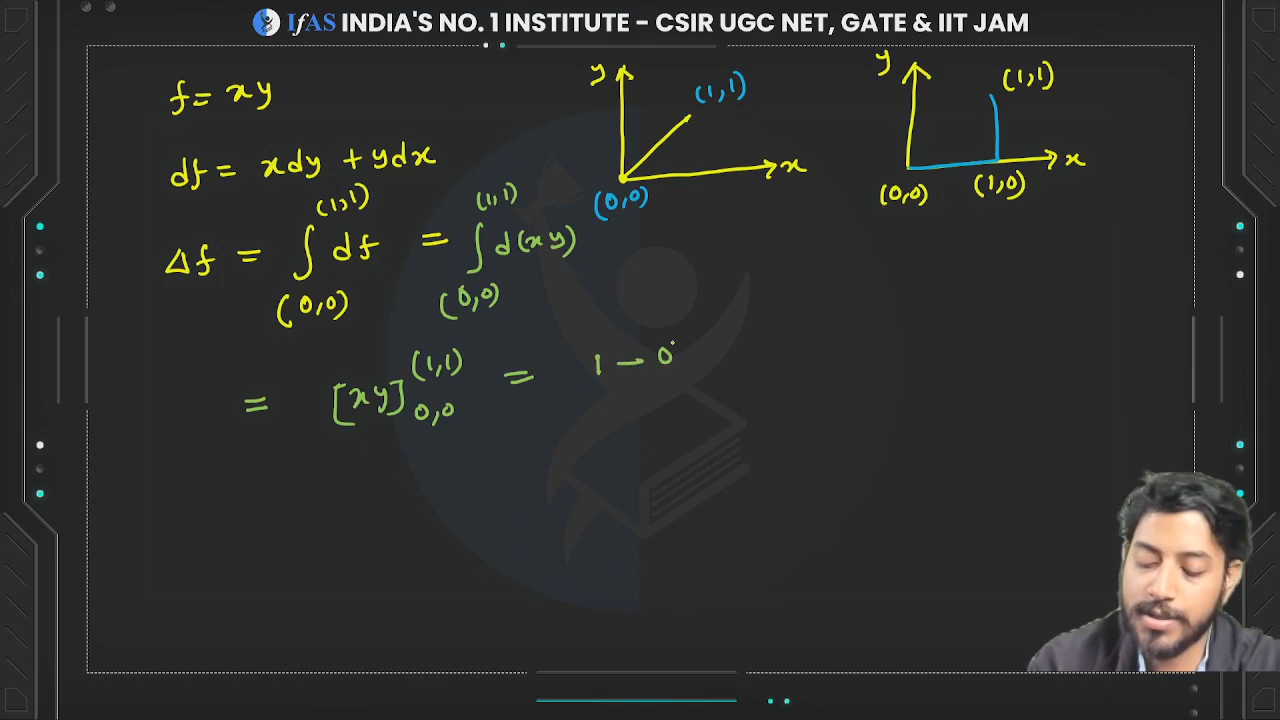 IfAS INDIA'S NO. 1 INSTITUTE – CSIR UGC NET, GATE & IIT JAM
f = xy
df = xdy + ydx
Δf = ∫_{(0,0)}^{(1,1)} df = ∫_{(0,0)}^{(1,1)} d(xy)
= [xy]_{0,0}^{(1,1)} = 1 - 0
y
(1,1)
x
(0,0)
y
(1,1)
x
(0,0) (1,0)